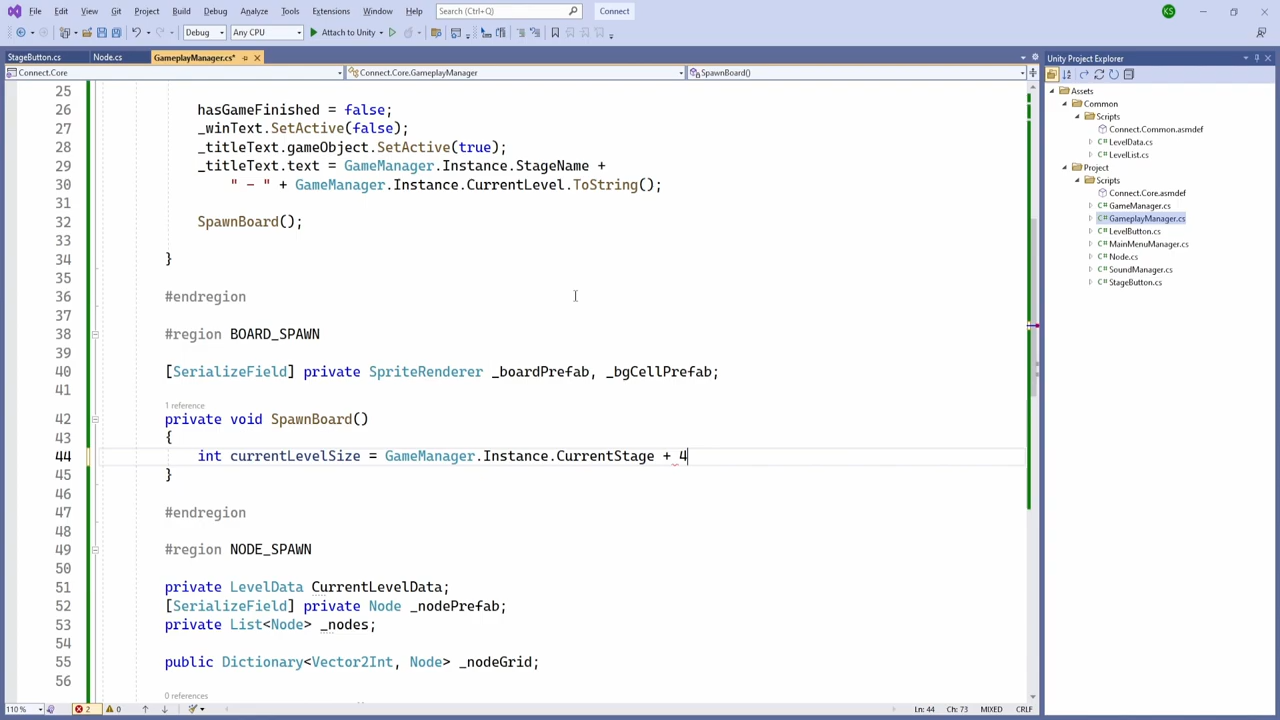 File Edit View Git Project Build Debug Analyze Tools Extensions Window Help Search (Ctrl+Q) Connect KS
Debug Any CPU Attach to Unity
StageButton.cs Node.cs GameplayManager.cs* Unity Project Explorer
Connect.Core Connect.Core.GameplayManager SpawnBoard()
25
26 hasGameFinished = false;
27 _winText.SetActive(false);
28 _titleText.gameObject.SetActive(true);
29 _titleText.text = GameManager.Instance.StageName +
30 " - " + GameManager.Instance.CurrentLevel.ToString();
31
32 SpawnBoard();
33
34 }
35
36 #endregion
37
38 #region BOARD_SPAWN
39
40 [SerializeField] private SpriteRenderer _boardPrefab, _bgCellPrefab;
41
1 reference
42 private void SpawnBoard()
43 {
44 int currentLevelSize = GameManager.Instance.CurrentStage + 4
45 }
46
47 #endregion
48
49 #region NODE_SPAWN
50
51 private LevelData CurrentLevelData;
52 [SerializeField] private Node _nodePrefab;
53 private List<Node> _nodes;
54
55 public Dictionary<Vector2Int, Node> _nodeGrid;
56
0 references
Assets
Common
Scripts
Connect.Common.asmdef
C# LevelData.cs
C# LevelList.cs
Project
Scripts
Connect.Core.asmdef
C# GameManager.cs
C# GameplayManager.cs
C# LevelButton.cs
C# MainMenuManager.cs
C# Node.cs
C# SoundManager.cs
C# StageButton.cs
110 % 2 0 Ln: 44 Ch: 73 MIXED CRLF